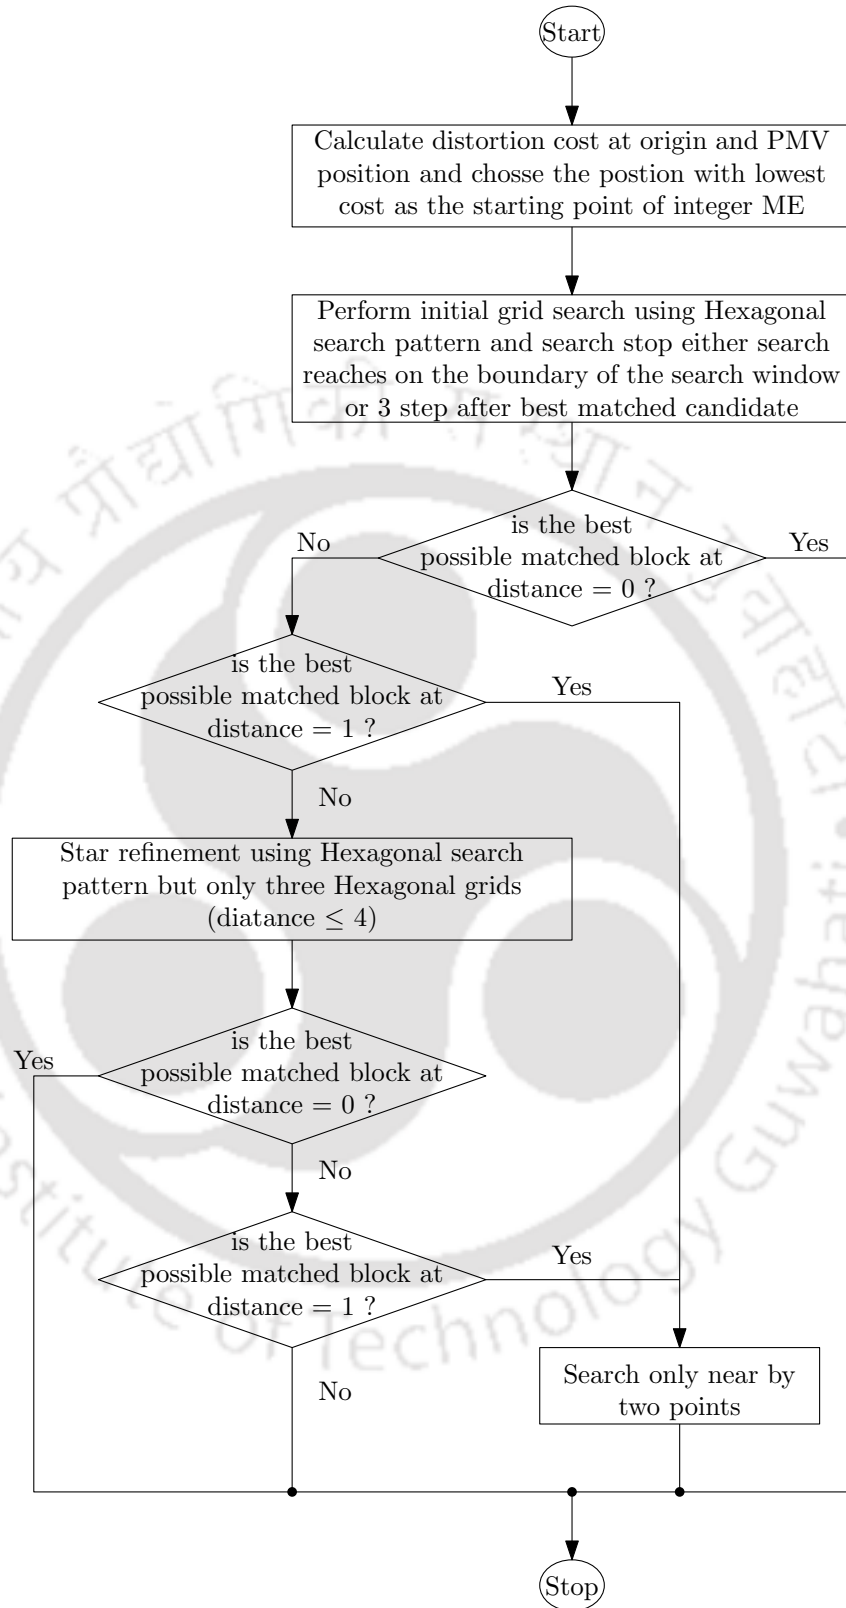 Start
Calculate distortion cost at origin and PMV
position and chosse the postion with lowest
cost as the starting point of integer ME
Perform initial grid search using Hexagonal
search pattern and search stop either search
reaches on the boundary of the search window
or 3 step after best matched candidate
is the best
possible matched block at
distance = 0 ?
No
Yes
is the best
possible matched block at
distance = 1 ?
Yes
No
Star refinement using Hexagonal search
pattern but only three Hexagonal grids
(diatance ≤ 4)
is the best
possible matched block at
distance = 0 ?
Yes
No
is the best
possible matched block at
distance = 1 ?
Yes
No
Search only near by
two points
Stop
of Technology Guwahati